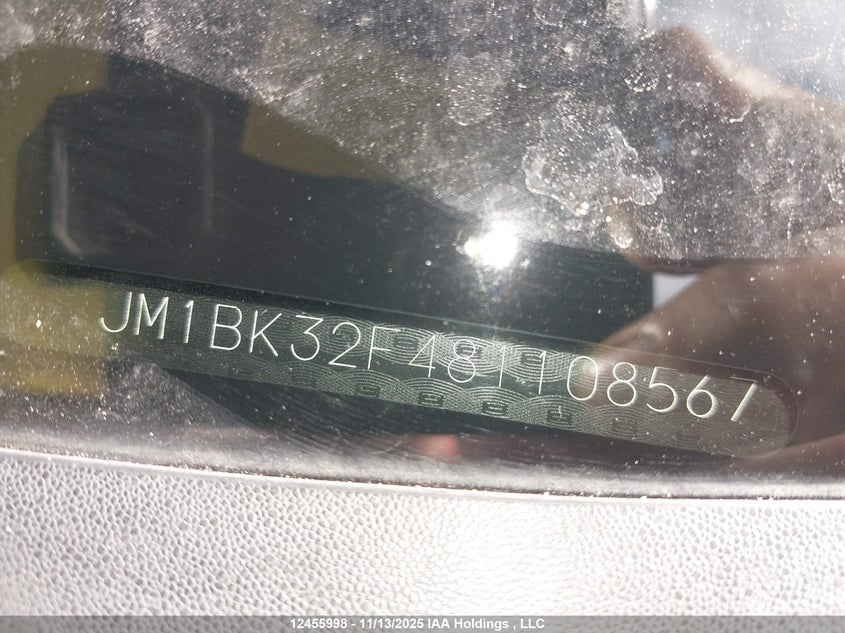 JM1BK32F481108567
12455998 - 11/13/2025 IAA Holdings , LLC